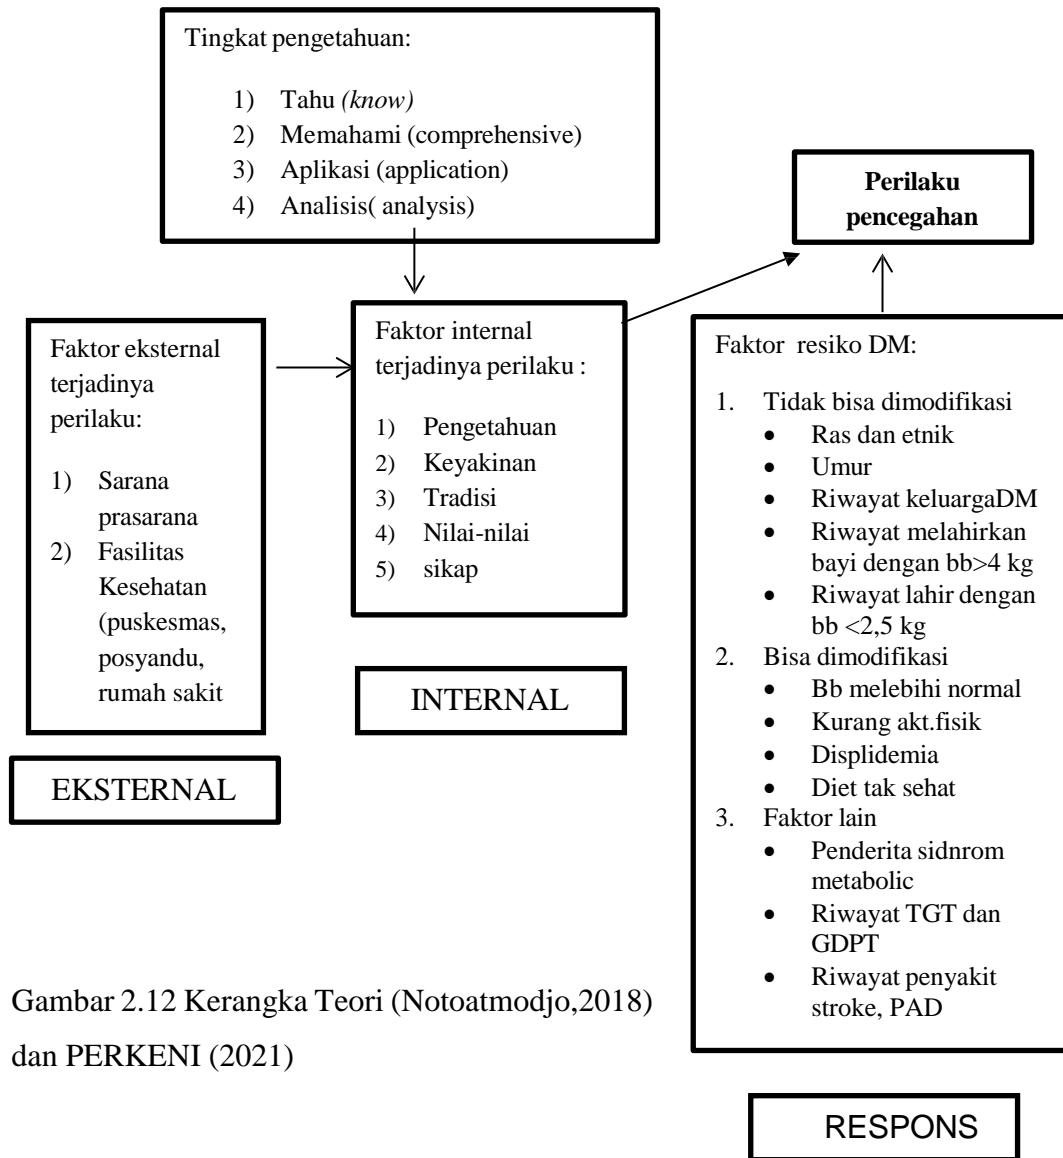 Tingkat pengetahuan:
1) Tahu (know)
2) Memahami (comprehensive)
3) Aplikasi (application)
4) Analisis( analysis)
Perilaku
pencegahan
Faktor eksternal
terjadinya
perilaku:
1) Sarana
prasarana
2) Fasilitas
Kesehatan
(puskesmas,
posyandu,
rumah sakit
EKSTERNAL
Faktor internal
terjadinya perilaku :
1) Pengetahuan
2) Keyakinan
3) Tradisi
4) Nilai-nilai
5) sikap
INTERNAL
Faktor resiko DM:
1. Tidak bisa dimodifikasi
• Ras dan etnik
• Umur
• Riwayat keluargaDM
• Riwayat melahirkan
bayi dengan bb>4 kg
• Riwayat lahir dengan
bb <2,5 kg
2. Bisa dimodifikasi
• Bb melebihi normal
• Kurang akt.fisik
• Displidemia
• Diet tak sehat
3. Faktor lain
• Penderita sidnrom
metabolic
• Riwayat TGT dan
GDPT
• Riwayat penyakit
stroke, PAD
RESPONS
Gambar 2.12 Kerangka Teori (Notoatmodjo,2018)
dan PERKENI (2021)